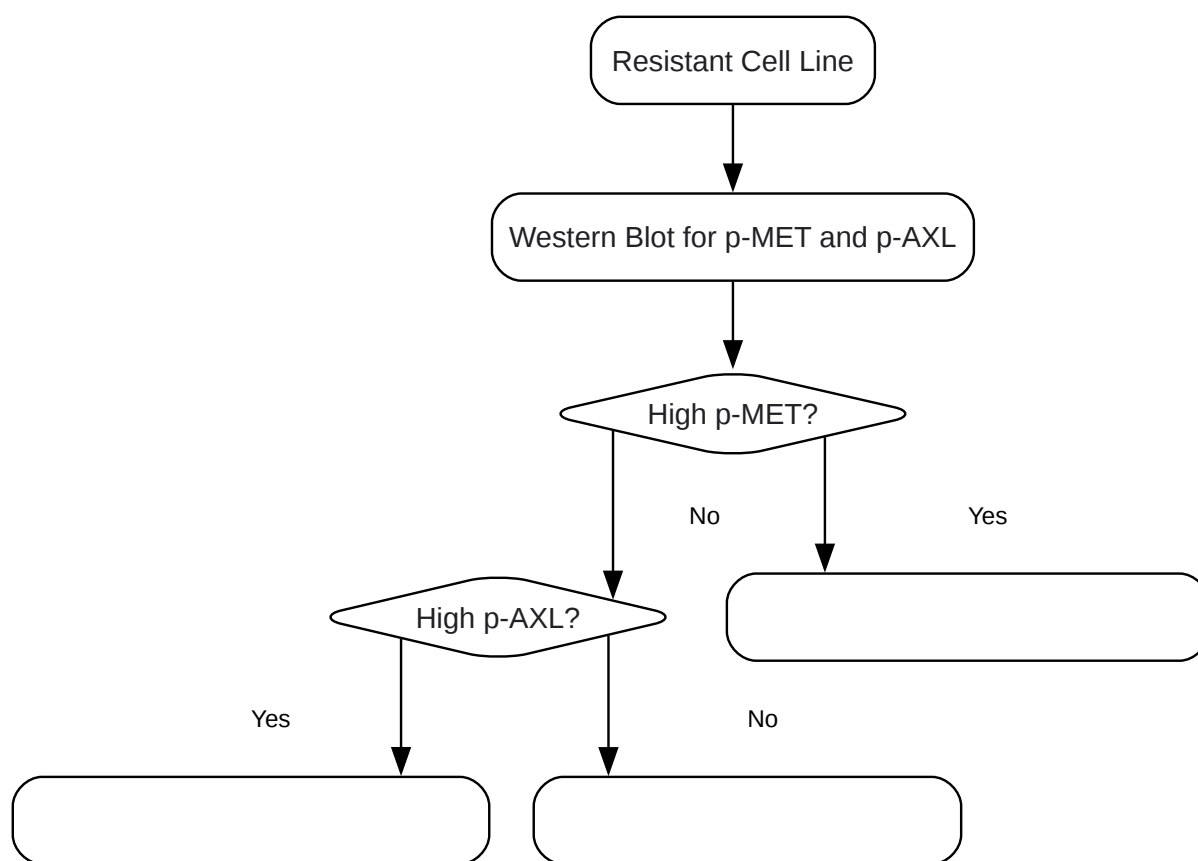 Resistant Cell Line
Western Blot for p-MET and p-AXL
High p-MET?
No
Yes
High p-AXL?
Yes
No